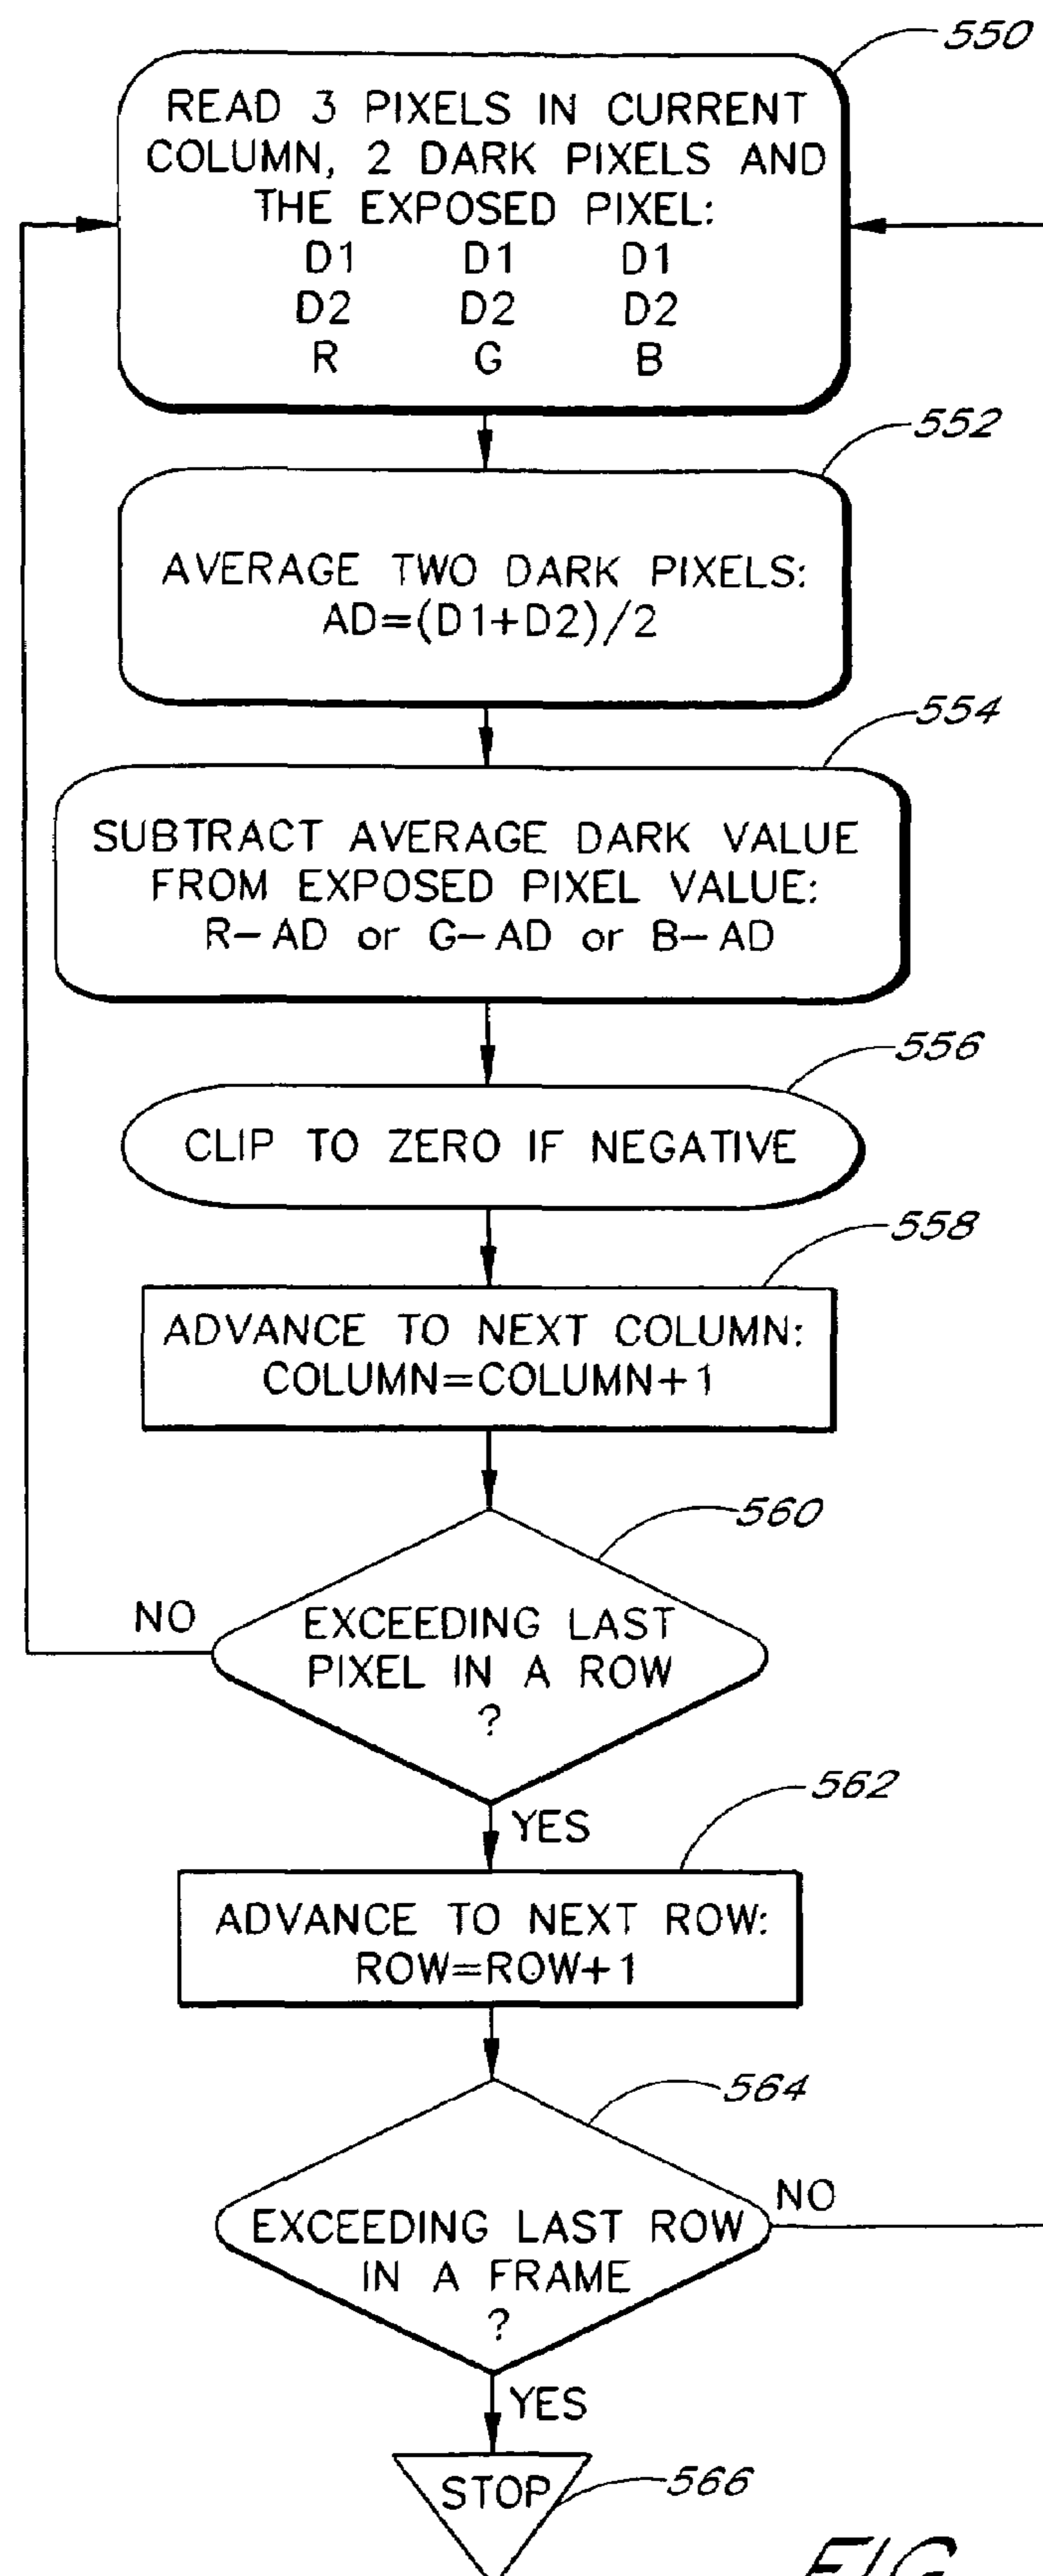 550
READ 3 PIXELS IN CURRENT
COLUMN, 2 DARK PIXELS AND
THE EXPOSED PIXEL:
D1 D1 D1
D2 D2 D2
R G B
552
AVERAGE TWO DARK PIXELS:
AD=(D1+D2)/2
554
SUBTRACT AVERAGE DARK VALUE
FROM EXPOSED PIXEL VALUE:
R-AD or G-AD or B-AD
556
CLIP TO ZERO IF NEGATIVE
558
ADVANCE TO NEXT COLUMN:
COLUMN=COLUMN+1
560
NO
EXCEEDING LAST
PIXEL IN A ROW
?
562
YES
ADVANCE TO NEXT ROW:
ROW=ROW+1
564
NO
EXCEEDING LAST ROW
IN A FRAME
?
YES
STOP
566
FIG